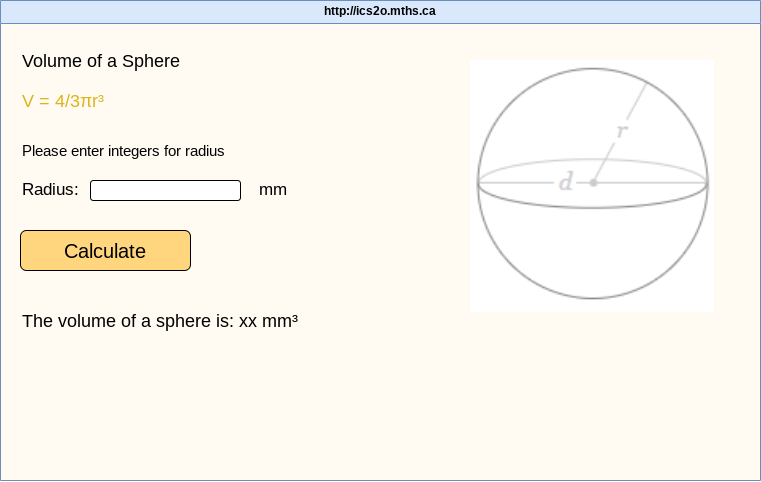 http://ics2o.mths.ca
Volume of a Sphere
V = 4/3πr³
Please enter integers for radius
Radius: mm
Calculate
The volume of a sphere is: xx mm³
r
d